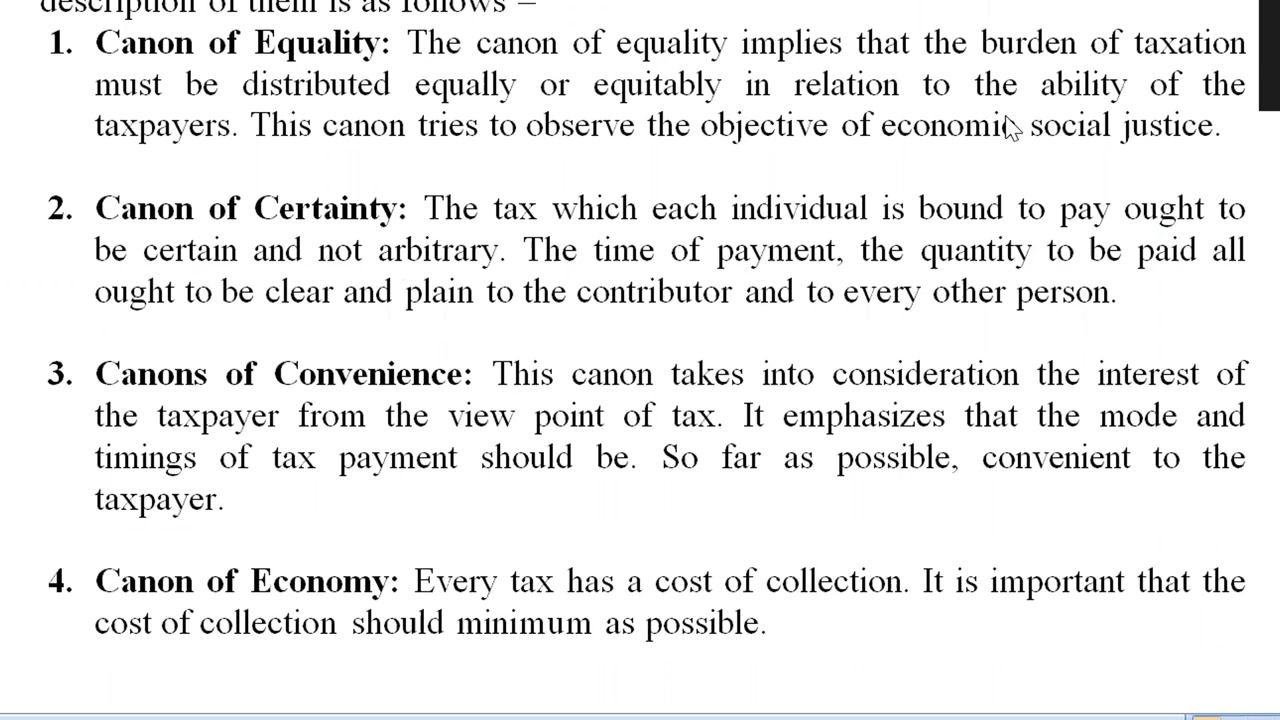 description of them is as follows –
1. Canon of Equality: The canon of equality implies that the burden of taxation
must be distributed equally or equitably in relation to the ability of the
taxpayers. This canon tries to observe the objective of economic social justice.
2. Canon of Certainty: The tax which each individual is bound to pay ought to
be certain and not arbitrary. The time of payment, the quantity to be paid all
ought to be clear and plain to the contributor and to every other person.
3. Canons of Convenience: This canon takes into consideration the interest of
the taxpayer from the view point of tax. It emphasizes that the mode and
timings of tax payment should be. So far as possible, convenient to the
taxpayer.
4. Canon of Economy: Every tax has a cost of collection. It is important that the
cost of collection should minimum as possible.